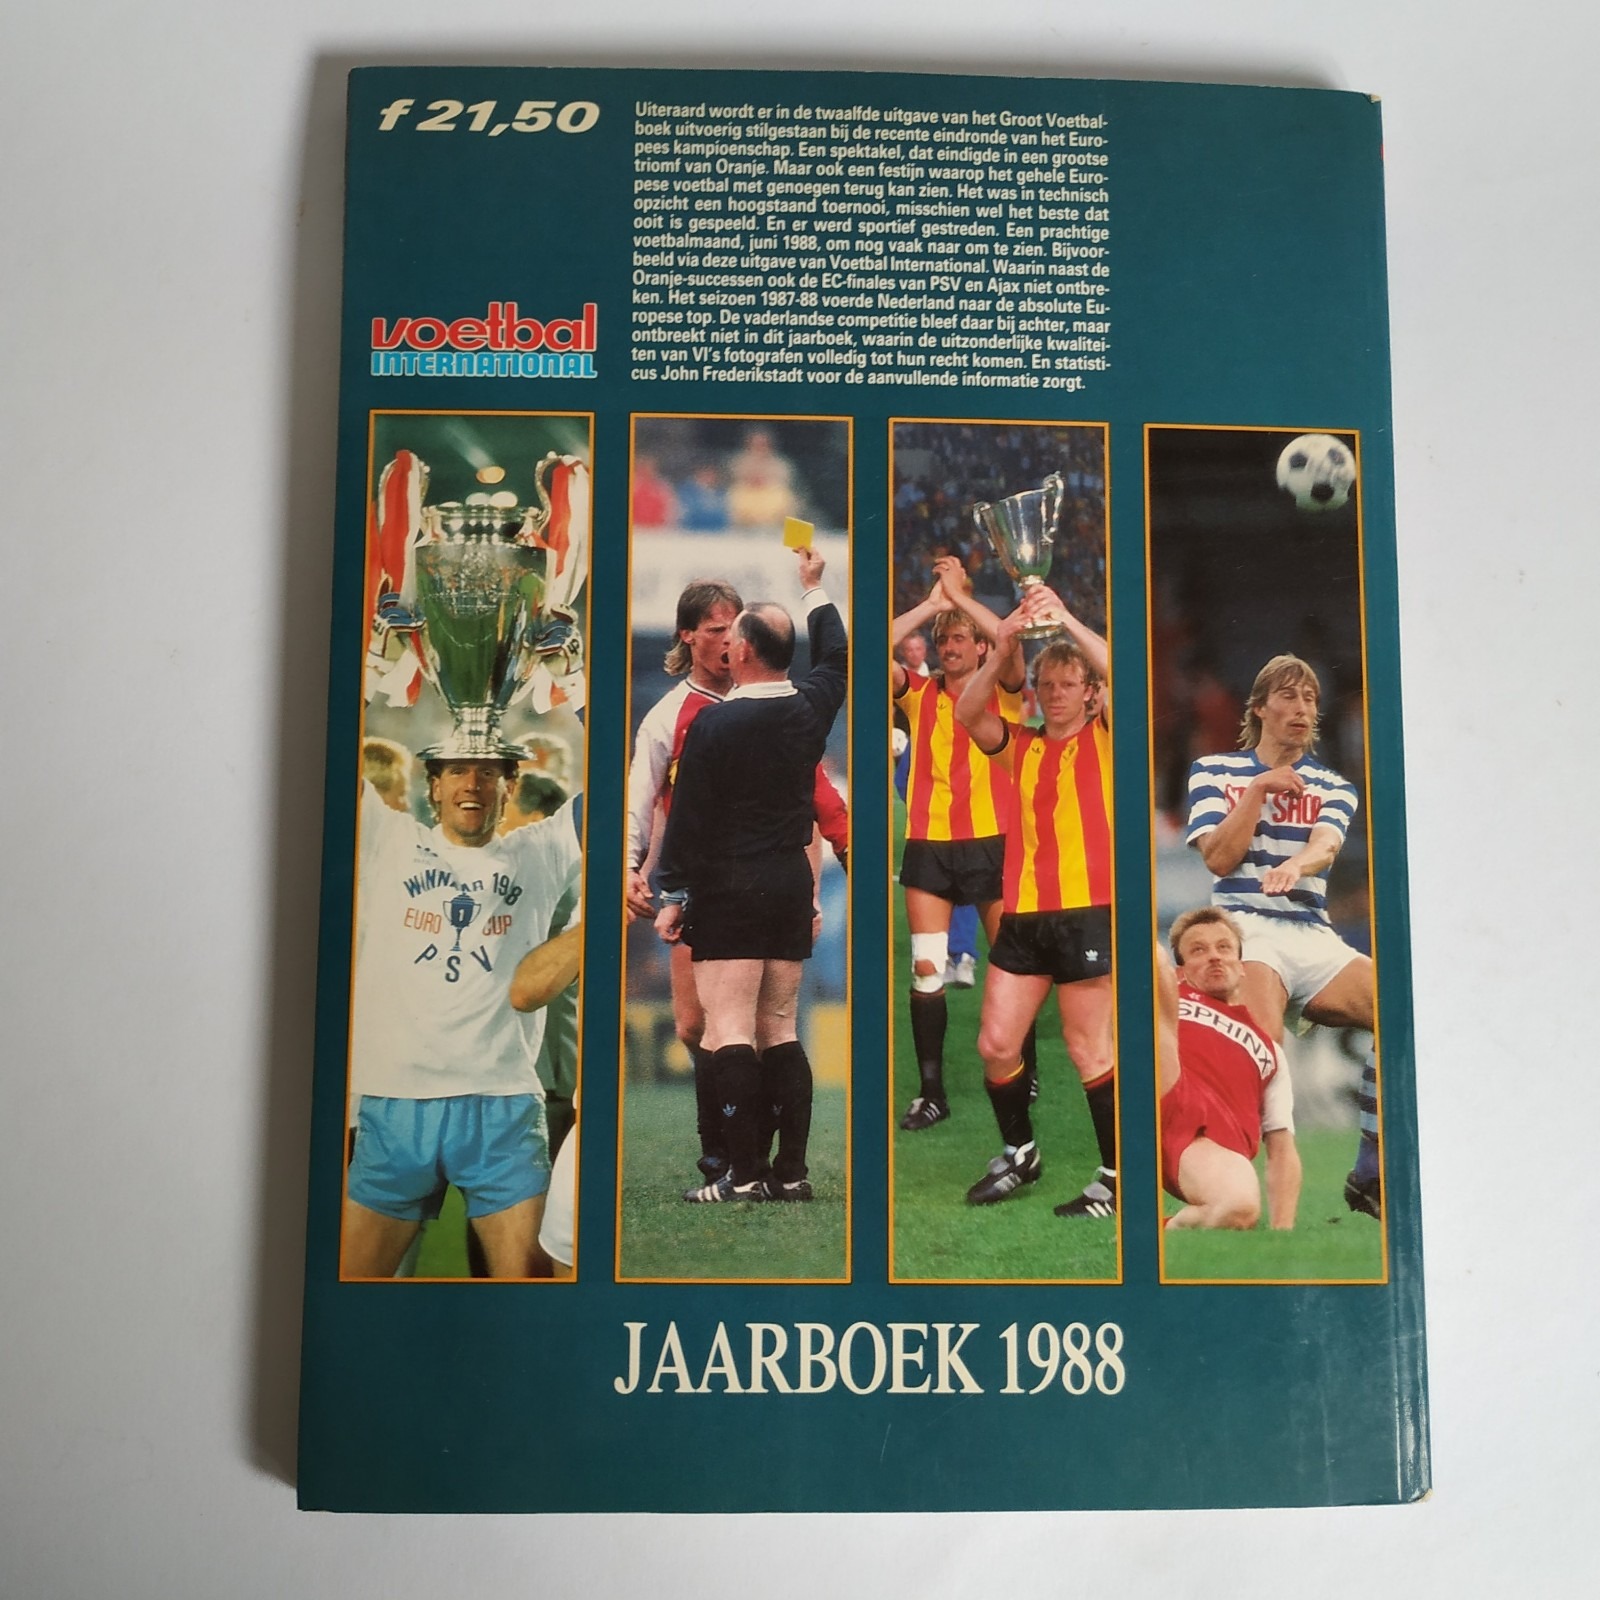 f 21,50
Uiteraard wordt er in de twaalfde uitgave van het Groot Voetbal-
boek uitvoerig stilgestaan bij de recente eindronde van het Euro-
pees kampioenschap. Een spektakel, dat eindigde in een grootse
triomf van Oranje. Maar ook een festijn waarop het gehele Euro-
pese voetbal met genoegen terug kan zien. Het was in technisch
opzicht een hoogstaand toernooi, misschien wel het beste dat
ooit is gespeeld. En er werd sportief gestreden. Een prachtige
voetbalmaand, juni 1988, om nog vaak naar om te zien. Bijvoor-
beeld via deze uitgave van Voetbal International. Waarin naast de
Oranje-successen ook de EC-finales van PSV en Ajax niet ontbre-
ken. Het seizoen 1987-88 voerde Nederland naar de absolute Eu-
ropese top. De vaderlandse competitie bleef daar bij achter, maar
ontbreekt niet in dit jaarboek, waarin de uitzonderlijke kwalitei-
ten van VI's fotografen volledig tot hun recht komen. En statisti-
cus John Frederikstadt voor de aanvullende informatie zorgt.
voetbal
INTERNATIONAL
WINNAAR 198
EURO 1 CUP
PSV
SHOP
SPHINX
JAARBOEK 1988